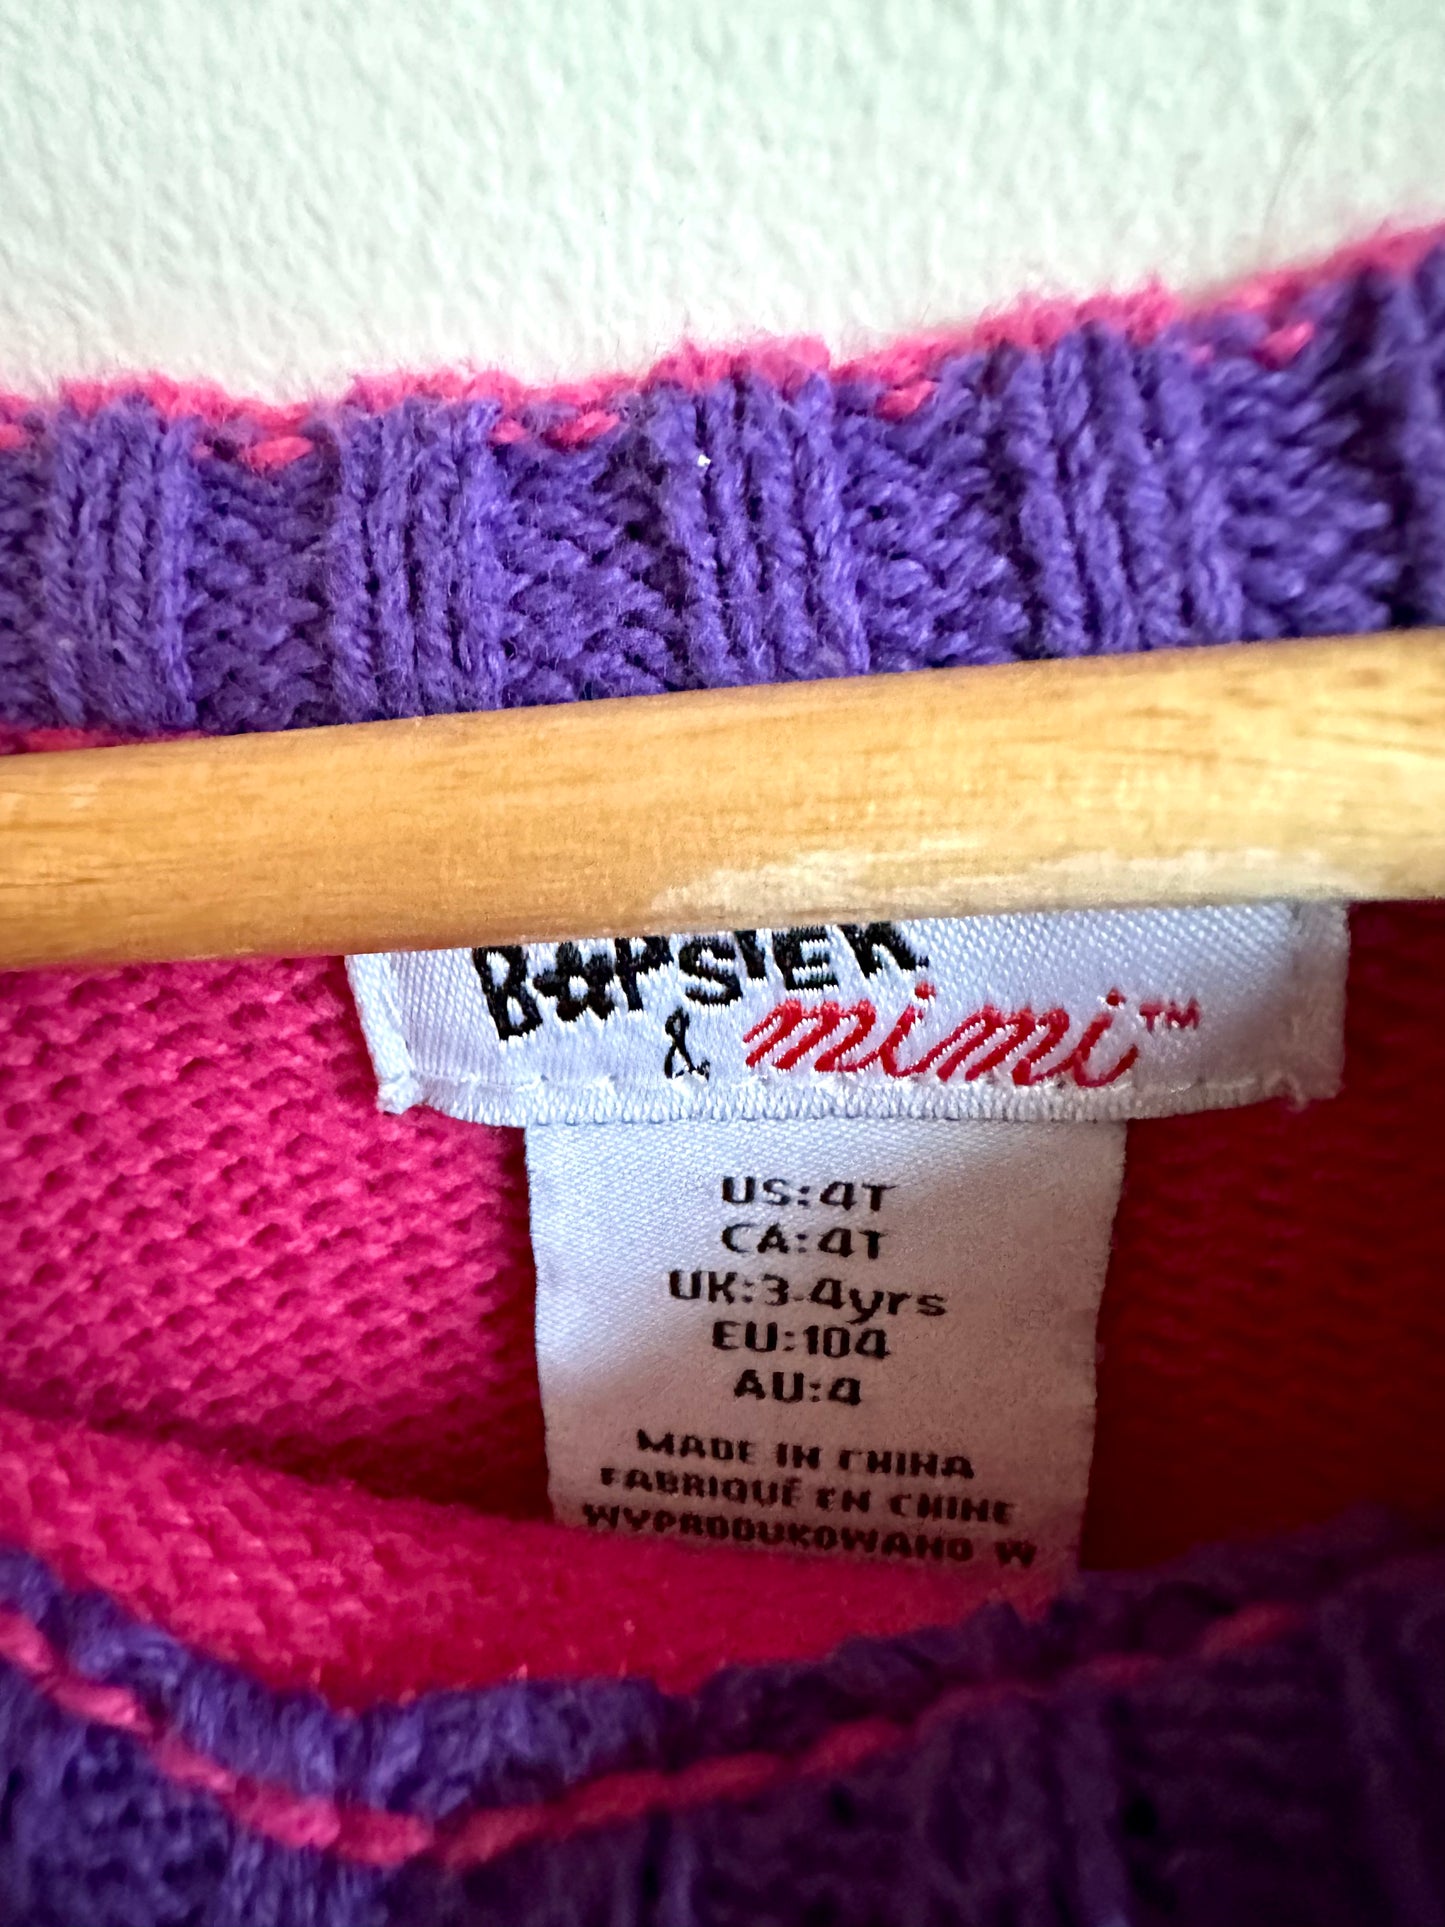 BOPSTER
& mimi™
US:4T
CA:4T
UK:3-4yrs
EU:104
AU:4
MADE IN CHINA
FABRIQUÉ EN CHINE
WYPRODUKOWANO W